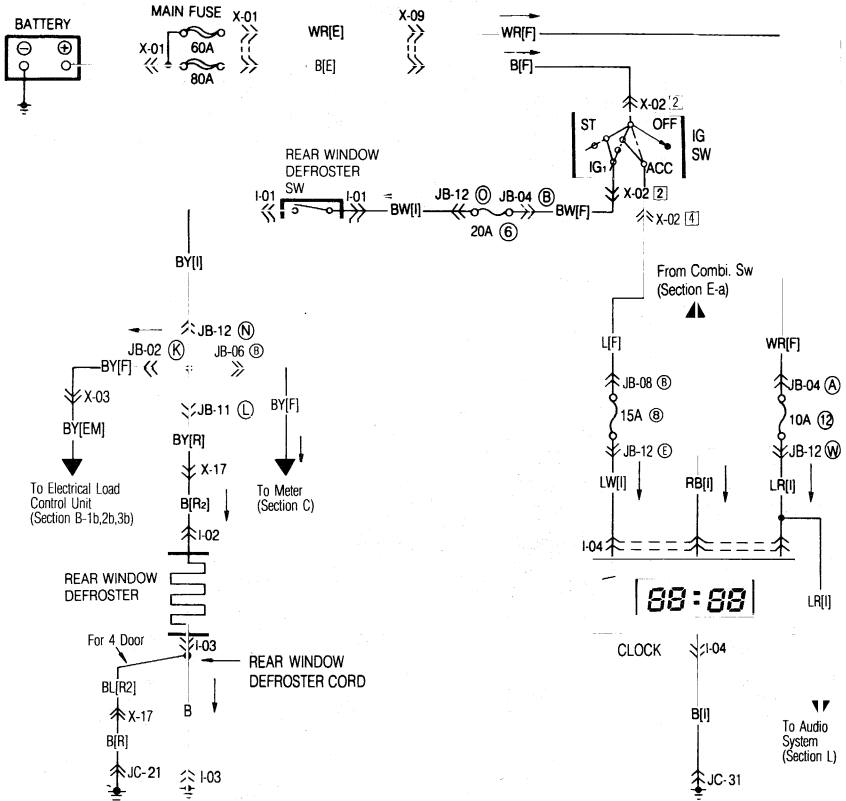 BATTERY
MAIN FUSE
X-01
60A
X-01
80A
WR[E]
B[E]
X-09
WR[F]
B[F]
X-02 2
ST OFF
IG SW
IG1 ACC
X-02 2
X-02 4
REAR WINDOW
DEFROSTER
SW
I-01 I-01
BW[I]
JB-12 O JB-04 B
20A 6
BW[F]
BY[I]
From Combi. Sw
(Section E-a)
JB-12 N
JB-02 K JB-06 B
BY[F]
X-03
BY[EM]
BY[F]
JB-11 L
BY[R]
X-17
B[R2]
I-02
To Electrical Load
Control Unit
(Section B-1b,2b,3b)
To Meter
(Section C)
L[F]
WR[F]
JB-08 B
JB-04 A
15A 8
10A 12
JB-12 E
JB-12 W
LW[I]
RB[I]
LR[I]
I-04
LR[I]
REAR WINDOW
DEFROSTER
88:88
For 4 Door
I-03
REAR WINDOW
DEFROSTER CORD
CLOCK
I-04
BL[R2]
X-17
B
B[R]
B[I]
To Audio
System
(Section L)
JC-21
I-03
JC-31